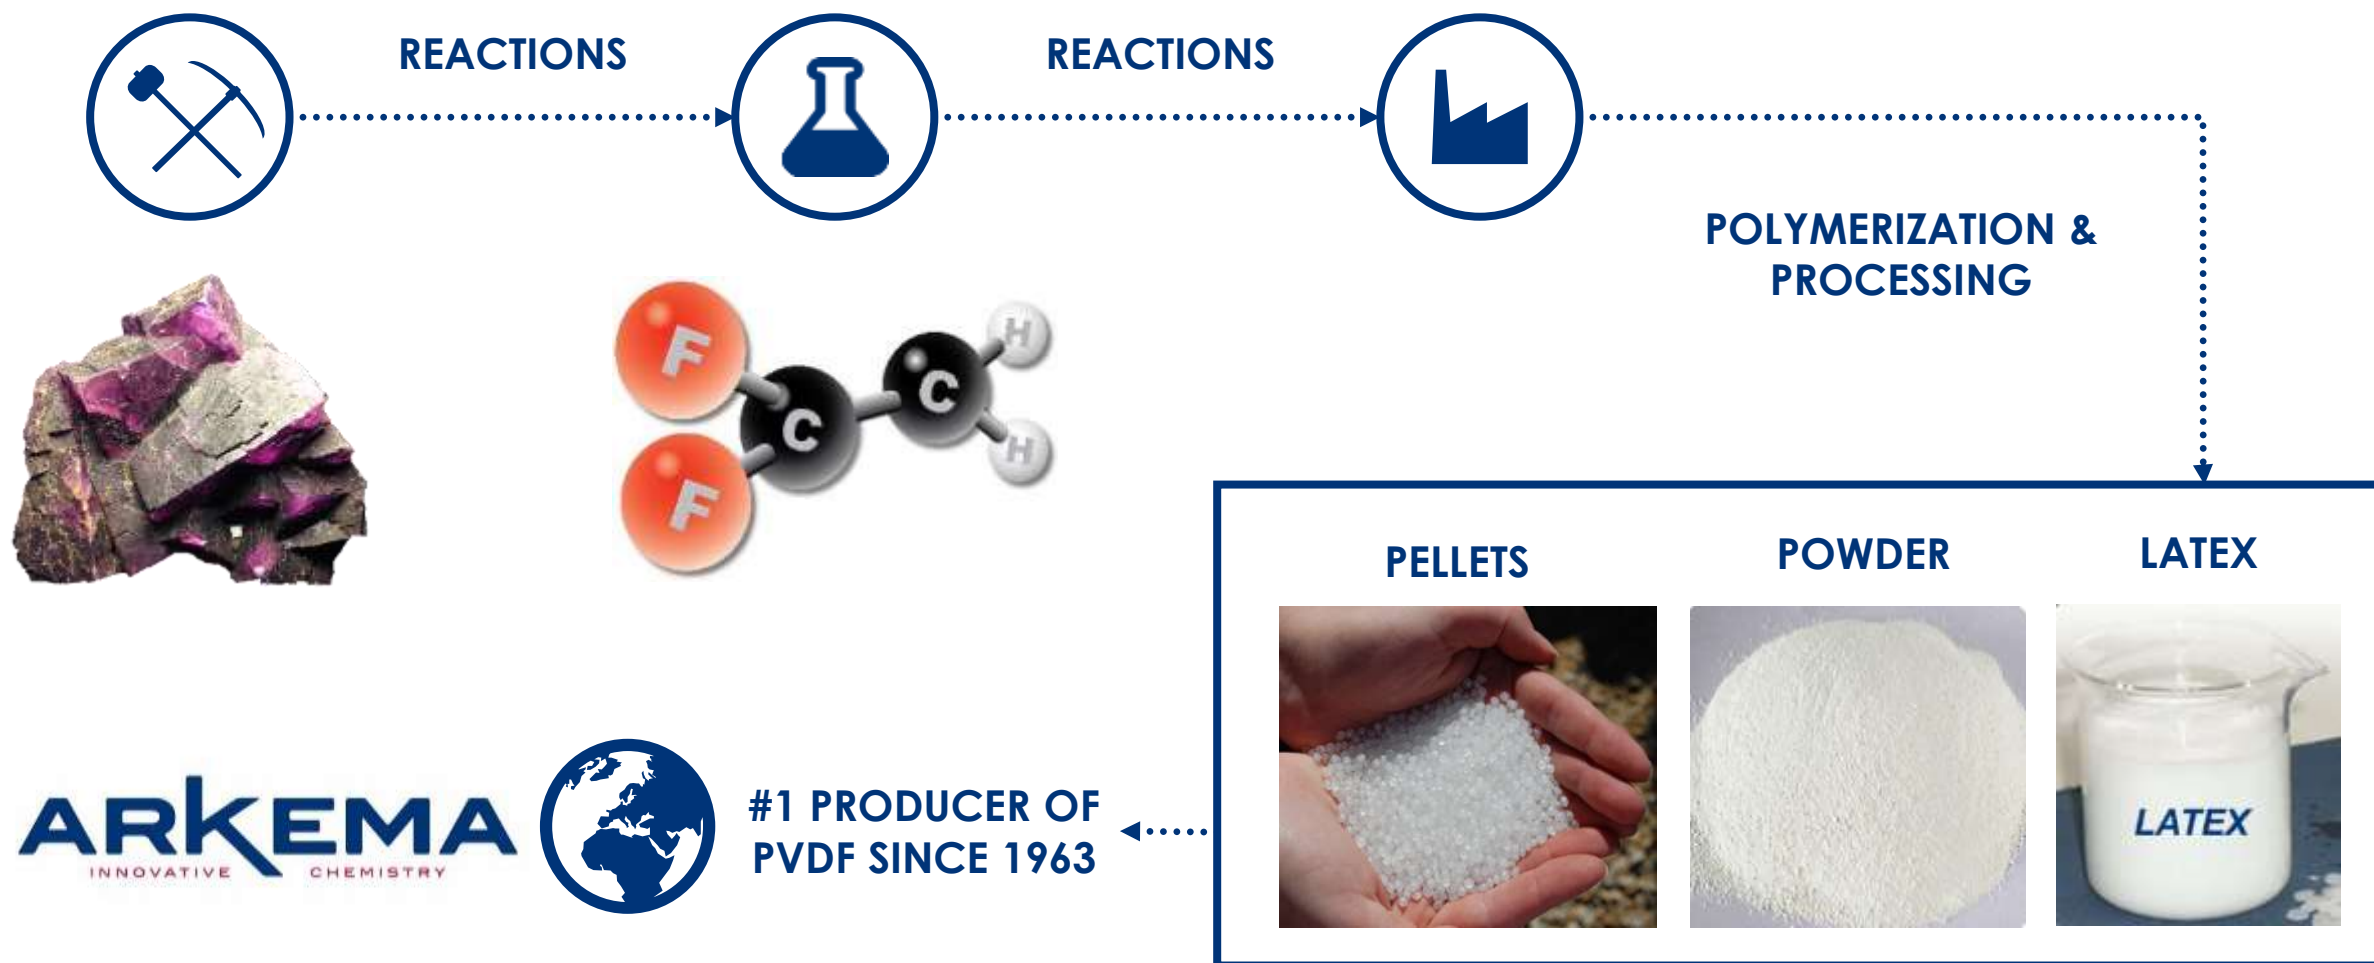 REACTIONS
REACTIONS
POLYMERIZATION &
PROCESSING
F
C
C
H
F
H
PELLETS
POWDER
LATEX
LATEX
ARKEMA
INNOVATIVE CHEMISTRY
#1 PRODUCER OF
PVDF SINCE 1963